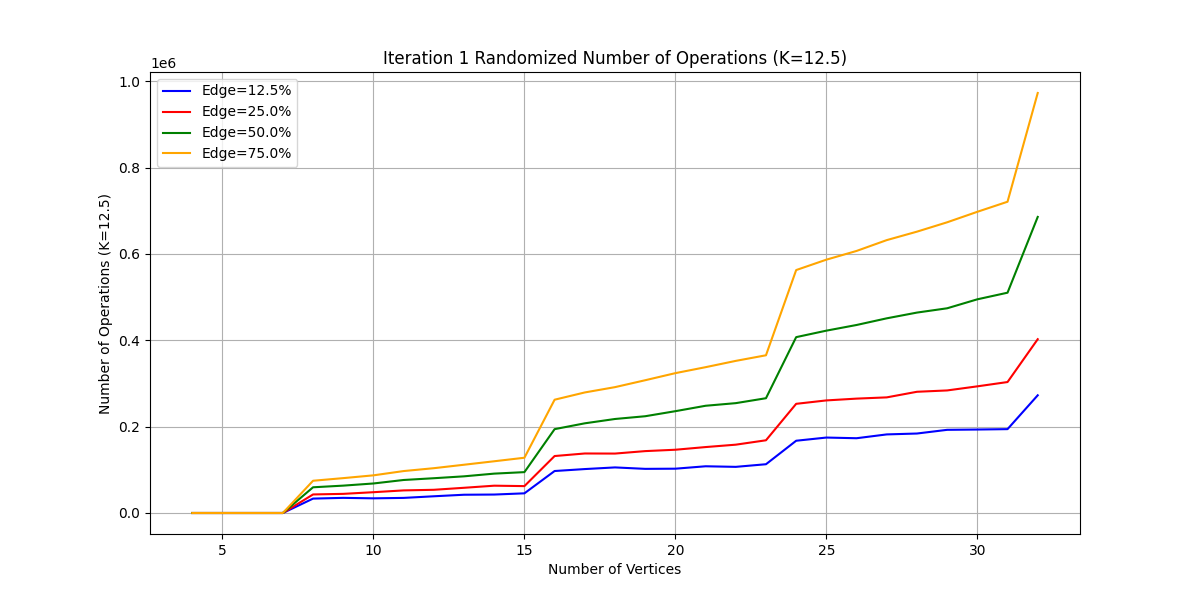 Iteration 1 Randomized Number of Operations (K=12.5)
1e6
Edge=12.5%
Edge=25.0%
Edge=50.0%
Edge=75.0%
Number of Operations (K=12.5)
1.0
0.8
0.6
0.4
0.2
0.0
5 10 15 20 25 30
Number of Vertices